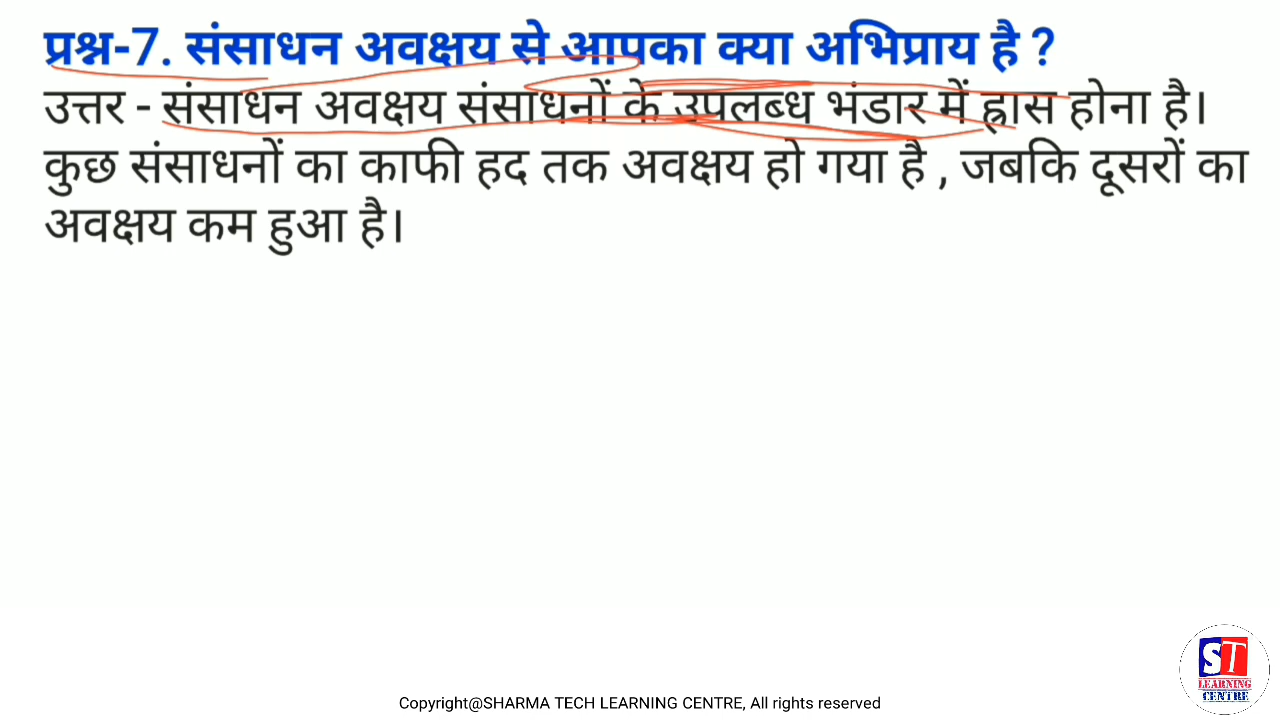 प्रश्न-7. संसाधन अवक्षय से आपका क्या अभिप्राय है ?
उत्तर - संसाधन अवक्षय संसाधनों के उपलब्ध भंडार में ह्रास होना है।
कुछ संसाधनों का काफी हद तक अवक्षय हो गया है , जबकि दूसरों का
अवक्षय कम हुआ है।
ST
LEARNING
CENTRE
Copyright@SHARMA TECH LEARNING CENTRE, All rights reserved